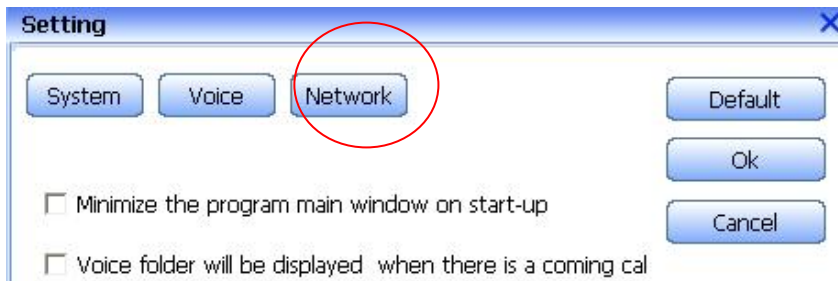 Setting
System Voice Network Default
Ok
Minimize the program main window on start-up
Cancel
Voice folder will be displayed when there is a coming cal